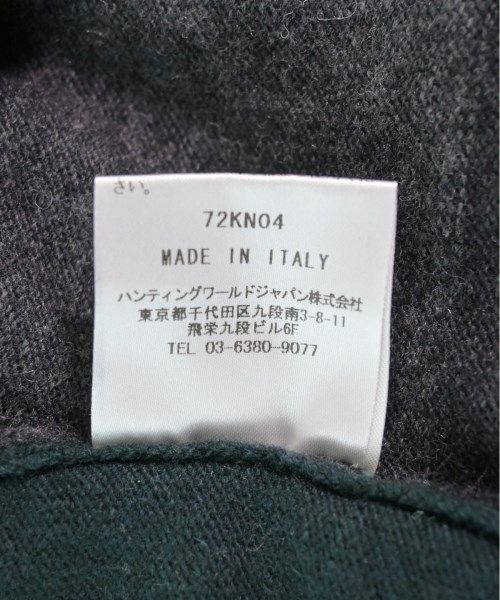 さい。
72KN04
MADE IN ITALY
ハンティングワールドジャパン株式会社
東京都千代田区九段南3-8-11
飛栄九段ビル6F
TEL 03-6380-9077